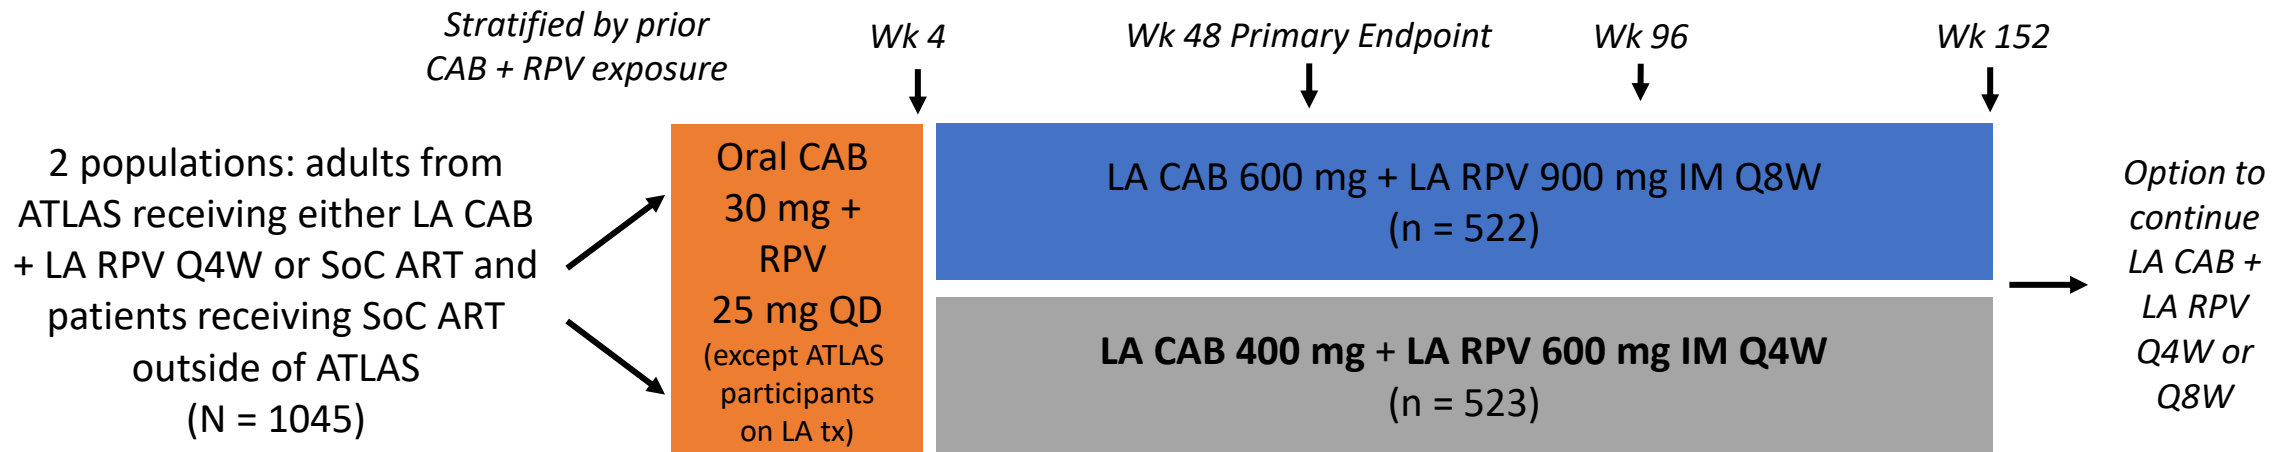 Stratified by prior
CAB + RPV exposure
Wk 4
Wk 48 Primary Endpoint
Wk 96
Wk 152
2 populations: adults from
ATLAS receiving either LA CAB
+ LA RPV Q4W or SoC ART and
patients receiving SoC ART
outside of ATLAS
(N = 1045)
Oral CAB
30 mg +
RPV
25 mg QD
(except ATLAS
participants
on LA tx)
LA CAB 600 mg + LA RPV 900 mg IM Q8W
(n = 522)
LA CAB 400 mg + LA RPV 600 mg IM Q4W
(n = 523)
Option to
continue
LA CAB +
LA RPV
Q4W or
Q8W